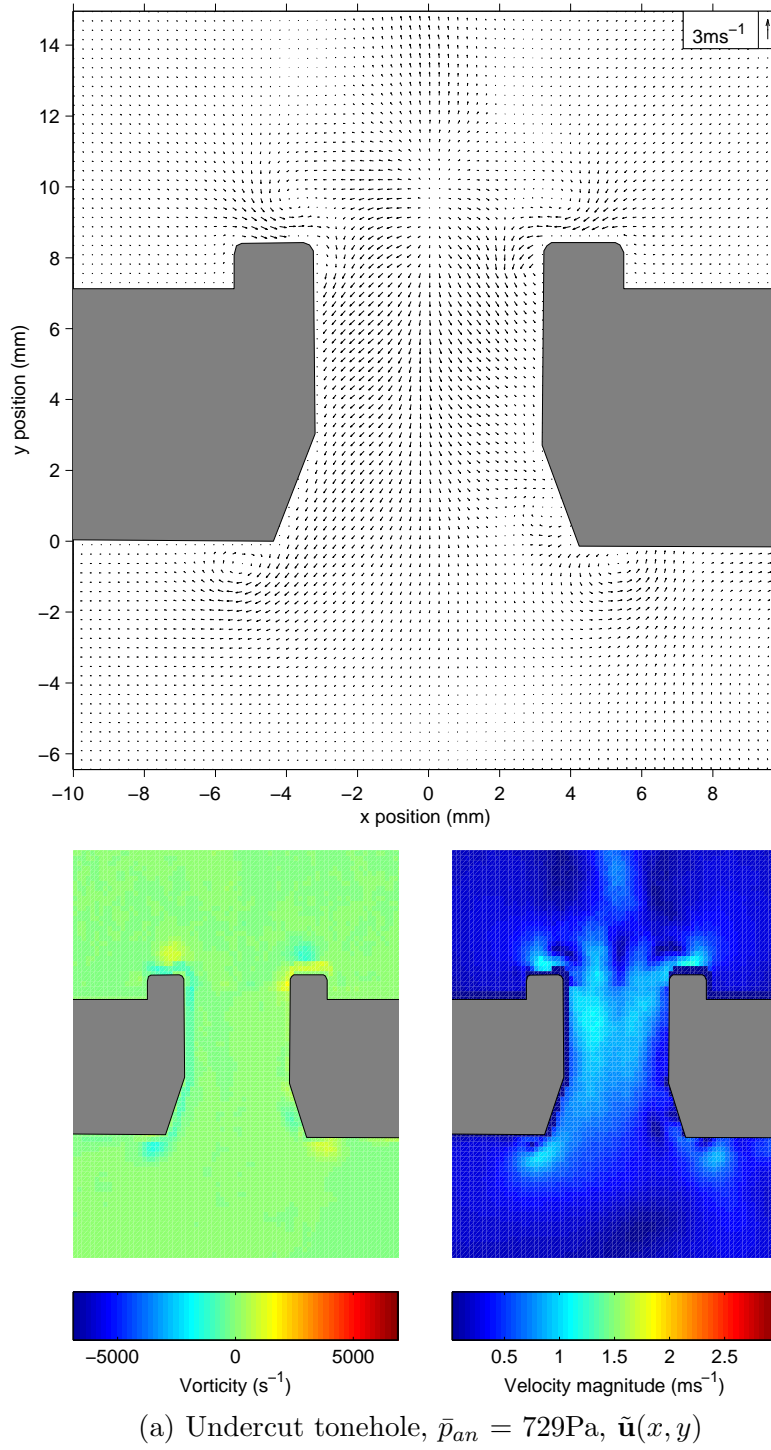 3ms⁻¹
14
12
10
8
6
4
2
0
−2
−4
−6
y position (mm)
−10 −8 −6 −4 −2 0 2 4 6 8
x position (mm)
−5000 0 5000
Vorticity (s⁻¹)
0.5 1 1.5 2 2.5
Velocity magnitude (ms⁻¹)
(a) Undercut tonehole, p̄ₐₙ = 729Pa, ũ(x, y)